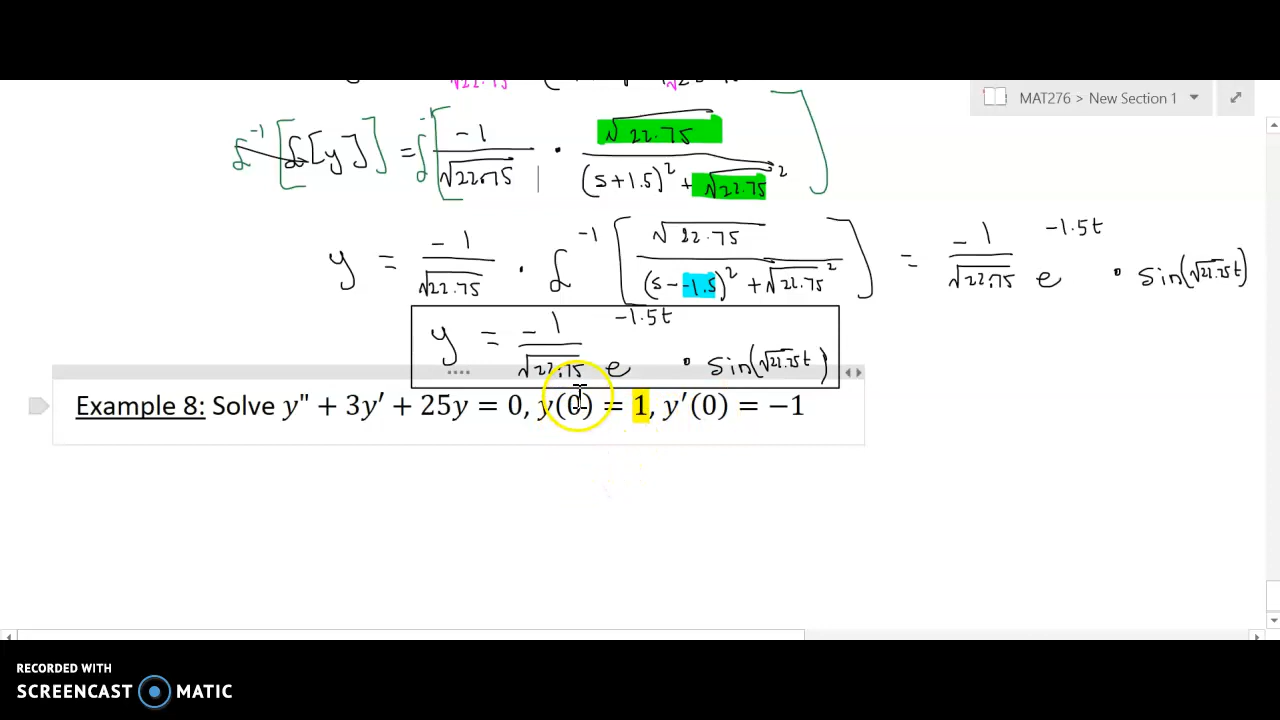 √22.75
MAT276 > New Section 1
ℒ⁻¹[ℒ[y]] = ℒ⁻¹[ -1/√22.75 · √22.75/((s+1.5)² + √22.75²) ]
y = -1/√22.75 · ℒ⁻¹[ √22.75/((s--1.5)² + √22.75²) ] = -1/√22.75 e^(-1.5t) · sin(√22.75t)
y = -1/√22.75 e^(-1.5t) · sin(√22.75t)
Example 8: Solve y" + 3y′ + 25y = 0, y(0) = 1, y′(0) = −1
RECORDED WITH
SCREENCAST MATIC